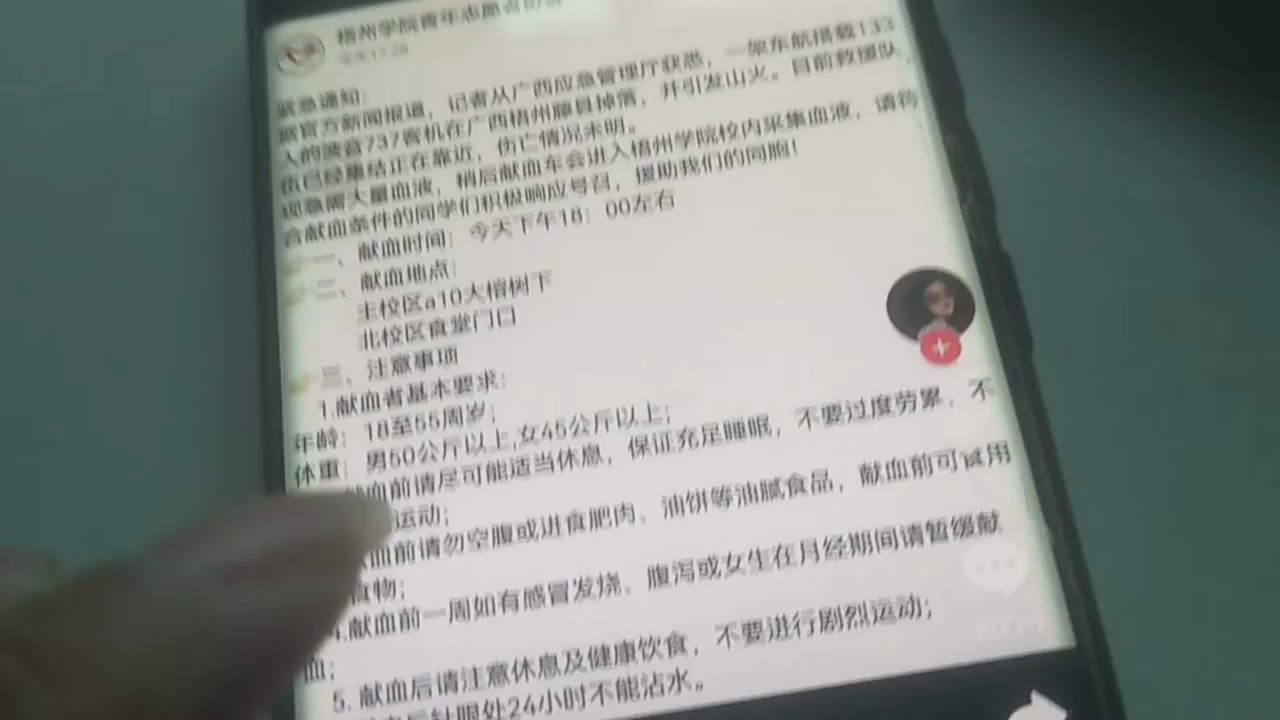 梧州学院青年志愿者协会
紧急通知:
据官方新闻报道，记者从广西应急管理厅获悉，一架东航搭载133
人的波音737客机在广西梧州藤县掉落，并引发山火。目前救援队
伍已经集结正在靠近，伤亡情况未明。
现急需大量血液，稍后献血车会进入梧州学院校内采集血液，请符
合献血条件的同学们积极响应号召，援助我们的同胞！
一、献血时间：今天下午18：00左右
二、献血地点:
主校区a10大榕树下
北校区食堂门口
三、注意事项
1.献血者基本要求:
年龄：18至55周岁;
体重：男50公斤以上,女45公斤以上;
血前请尽可能适当休息，保证充足睡眠，不要过度劳累，不
运动;
血前请勿空腹或进食肥肉、油饼等油腻食品，献血前可食用
食物;
4.献血前一周如有感冒发烧、腹泻或女生在月经期间请暂缓献
血;
5. 献血后请注意休息及健康饮食，不要进行剧烈运动;
后针眼处24小时不能沾水。